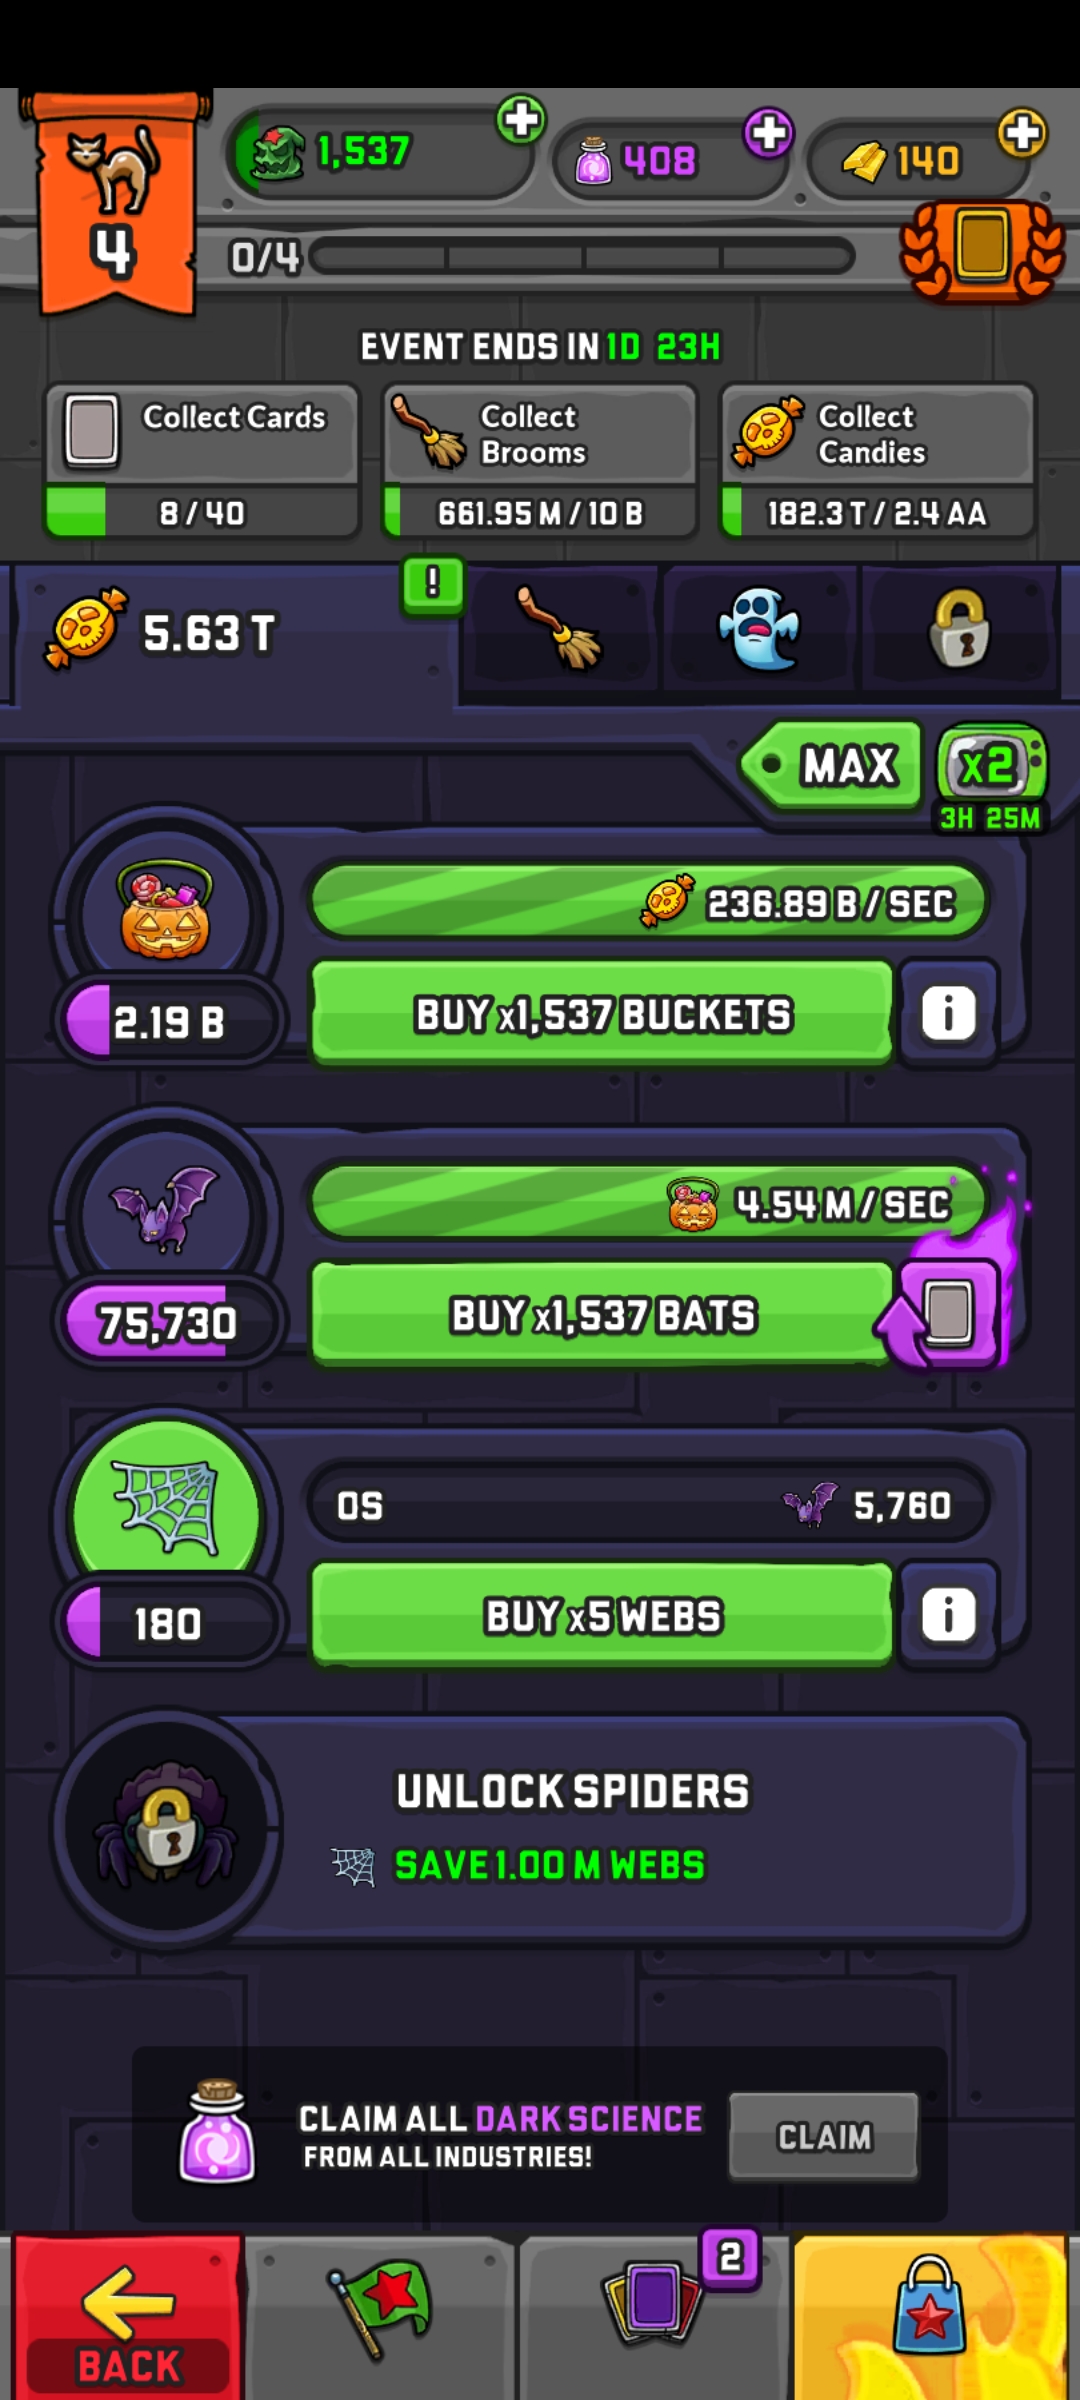 1,537
408
140
4
0/4
EVENT ENDS IN 1D 23H
Collect Cards
8 / 40
Collect
Brooms
661.95 M / 10 B
Collect
Candies
182.3 T / 2.4 AA
5.63 T
!
MAX
x2
3H 25M
236.89 B / SEC
2.19 B
BUY x1,537 BUCKETS
i
4.54 M / SEC
75,730
BUY x1,537 BATS
0S
5,760
180
BUY x5 WEBS
i
UNLOCK SPIDERS
SAVE 1.00 M WEBS
CLAIM ALL DARK SCIENCE
FROM ALL INDUSTRIES!
CLAIM
2
BACK